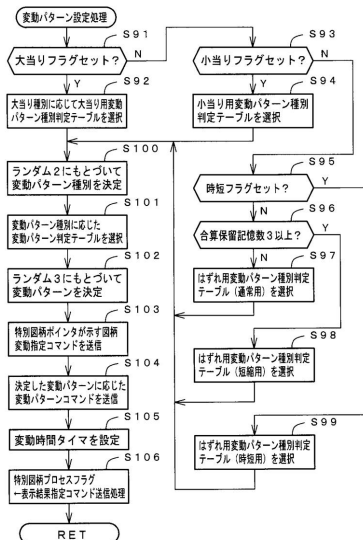 変動パターン設定処理
S91
大当りフラグセット?
N
Y
S92
大当り種別に応じて大当り用変動
パターン種別判定テーブルを選択
S93
小当りフラグセット?
N
Y
S94
小当り用変動パターン種別
判定テーブルを選択
S95
時短フラグセット?
Y
N
S96
合算保留記憶数3以上?
Y
N
S97
はずれ用変動パターン種別判定
テーブル(通常用)を選択
S98
はずれ用変動パターン種別判定
テーブル(短縮用)を選択
S99
はずれ用変動パターン種別判定
テーブル(時短用)を選択
S100
ランダム2にもとづいて
変動パターン種別を決定
S101
変動パターン種別に応じた
変動パターン判定テーブルを選択
S102
ランダム3にもとづいて
変動パターンを決定
S103
特別図柄ポインタが示す図柄
変動指定コマンドを送信
S104
決定した変動パターンに応じた
変動パターンコマンドを送信
S105
変動時間タイマを設定
S106
特別図柄プロセスフラグ
←表示結果指定コマンド送信処理
RET